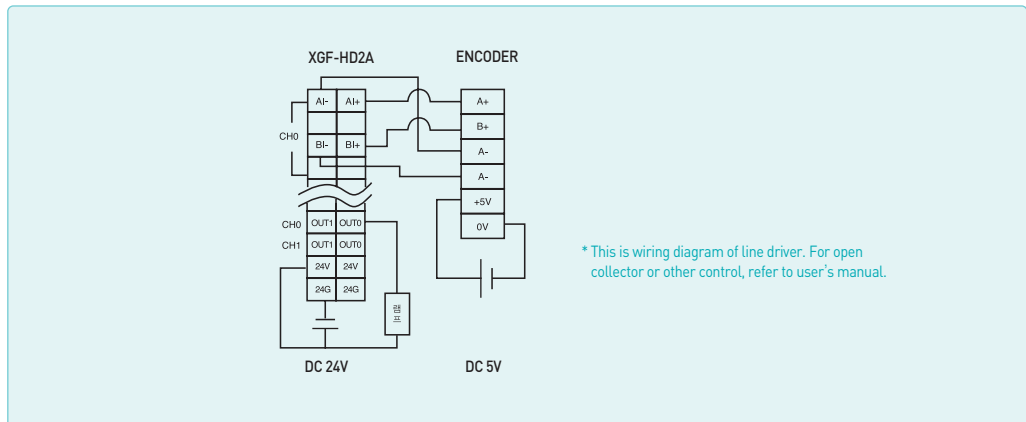 XGF-HD2A
ENCODER
AI- AI+
CH0
BI- BI+
CH0 OUT1 OUT0
CH1 OUT1 OUT0
24V 24V
24G 24G
램
프
DC 24V
A+
B+
A-
A-
+5V
0V
DC 5V
* This is wiring diagram of line driver. For open
collector or other control, refer to user's manual.